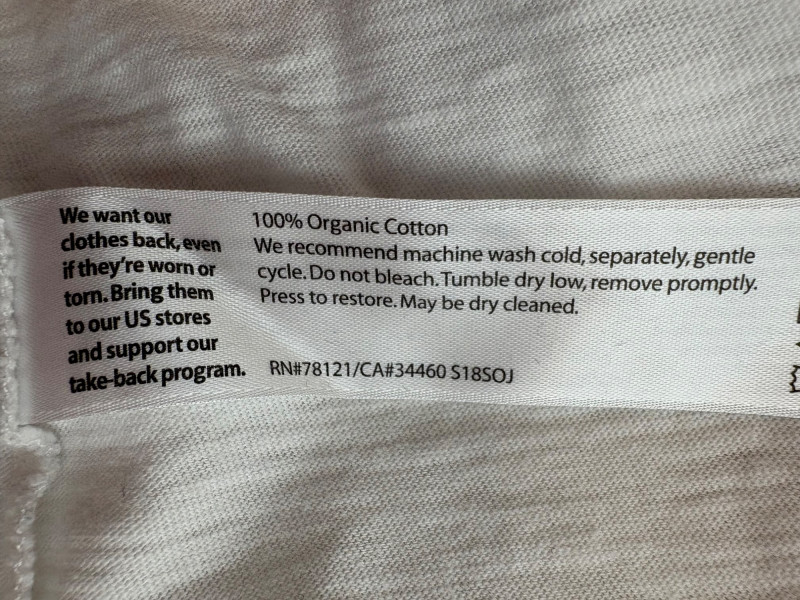 We want our
clothes back, even
if they're worn or
torn. Bring them
to our US stores
and support our
take-back program.
100% Organic Cotton
We recommend machine wash cold, separately, gentle
cycle. Do not bleach. Tumble dry low, remove promptly.
Press to restore. May be dry cleaned.
RN#78121/CA#34460 S18SOJ